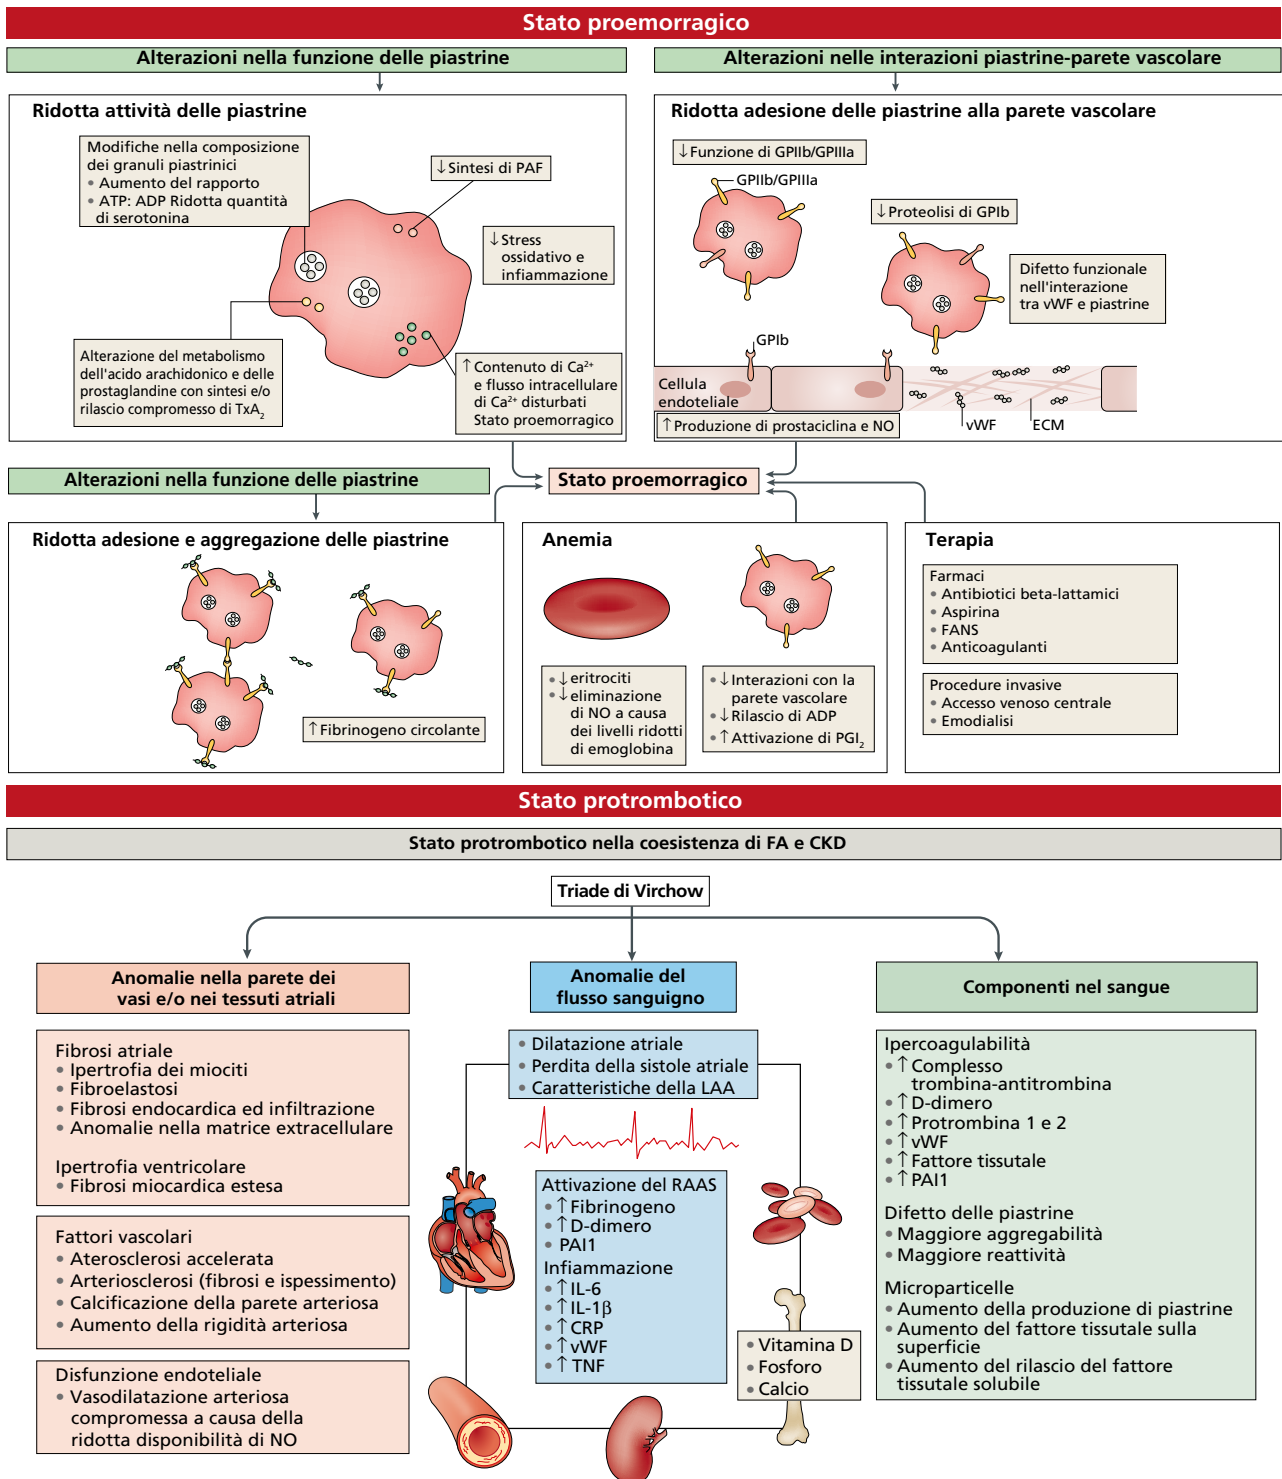 Stato proemorragico
Alterazioni nella funzione delle piastrine
Ridotta attività delle piastrine
Modifiche nella composizione
dei granuli piastrinici
• Aumento del rapporto
• ATP: ADP Ridotta quantità
di serotonina
↓Sintesi di PAF
↓Stress
ossidativo e
infiammazione
Alterazione del metabolismo
dell'acido arachidonico e delle
prostaglandine con sintesi e/o
rilascio compromesso di TxA₂
↑Contenuto di Ca²⁺
e flusso intracellulare
di Ca²⁺ disturbati
Stato proemorragico
Alterazioni nelle interazioni piastrine-parete vascolare
Ridotta adesione delle piastrine alla parete vascolare
↓Funzione di GPIIb/GPIIIa
GPIIb/GPIIIa
↓Proteolisi di GPIb
Difetto funzionale
nell'interazione
tra vWF e piastrine
GPIb
Cellula
endoteliale
↑Produzione di prostaciclina e NO
vWF
ECM
Alterazioni nella funzione delle piastrine
Stato proemorragico
Ridotta adesione e aggregazione delle piastrine
↑Fibrinogeno circolante
Anemia
• ↓eritrociti
• ↓eliminazione
di NO a causa
dei livelli ridotti
di emoglobina
• ↓Interazioni con la
parete vascolare
• ↓Rilascio di ADP
• ↑Attivazione di PGI₂
Terapia
Farmaci
• Antibiotici beta-lattamici
• Aspirina
• FANS
• Anticoagulanti
Procedure invasive
• Accesso venoso centrale
• Emodialisi
Stato protrombotico
Stato protrombotico nella coesistenza di FA e CKD
Triade di Virchow
Anomalie nella parete dei
vasi e/o nei tessuti atriali
Fibrosi atriale
• Ipertrofia dei miociti
• Fibroelastosi
• Fibrosi endocardica ed infiltrazione
• Anomalie nella matrice extracellulare
Ipertrofia ventricolare
• Fibrosi miocardica estesa
Fattori vascolari
• Aterosclerosi accelerata
• Arteriosclerosi (fibrosi e ispessimento)
• Calcificazione della parete arteriosa
• Aumento della rigidità arteriosa
Disfunzione endoteliale
• Vasodilatazione arteriosa
compromessa a causa della
ridotta disponibilità di NO
Anomalie del
flusso sanguigno
• Dilatazione atriale
• Perdita della sistole atriale
• Caratteristiche della LAA
Attivazione del RAAS
• ↑Fibrinogeno
• ↑D-dimero
• PAI1
Infiammazione
• ↑IL-6
• ↑IL-1β
• ↑CRP
• ↑vWF
• ↑TNF
• Vitamina D
• Fosforo
• Calcio
Componenti nel sangue
Ipercoagulabilità
• ↑Complesso
trombina-antitrombina
• ↑D-dimero
• ↑Protrombina 1 e 2
• ↑vWF
• ↑Fattore tissutale
• ↑PAI1
Difetto delle piastrine
• Maggiore aggregabilità
• Maggiore reattività
Microparticelle
• Aumento della produzione di piastrine
• Aumento del fattore tissutale sulla
superficie
• Aumento del rilascio del fattore
tissutale solubile